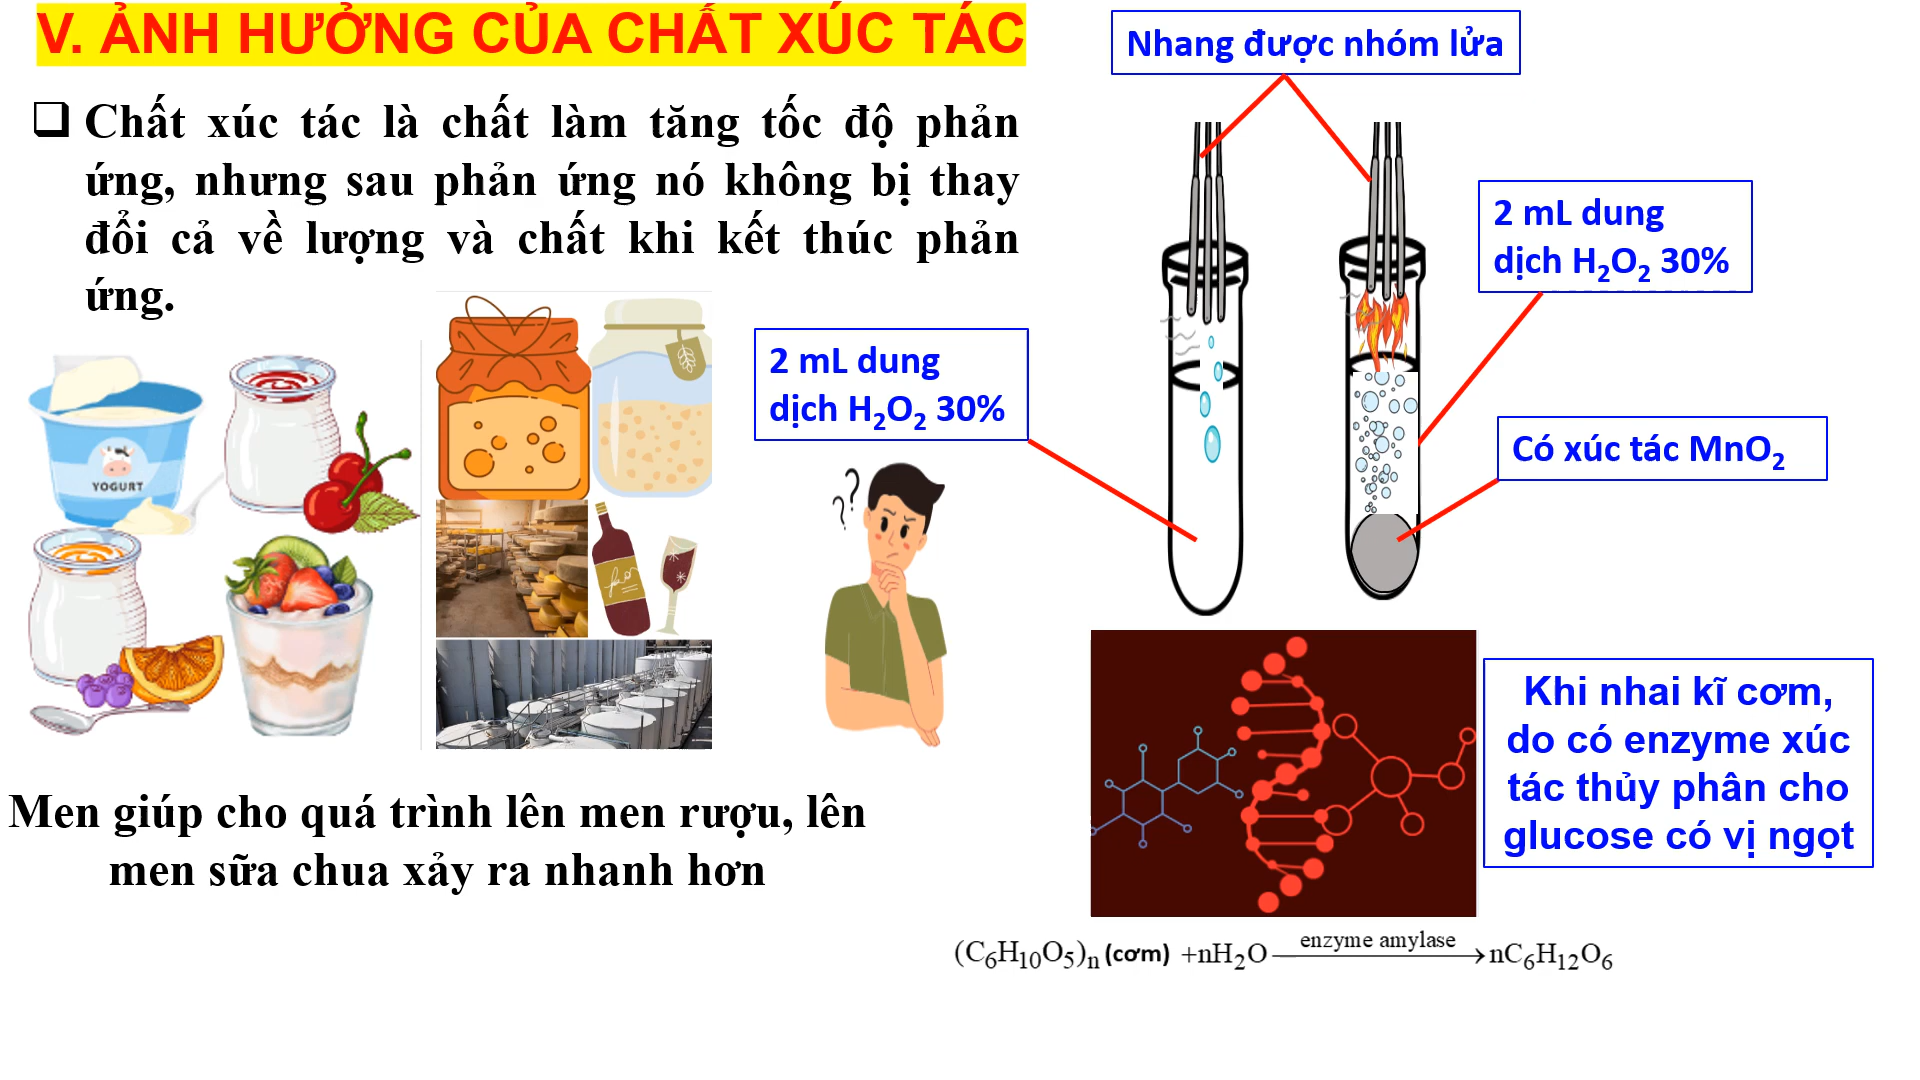 V. ẢNH HƯỞNG CỦA CHẤT XÚC TÁC
❑ Chất xúc tác là chất làm tăng tốc độ phản
ứng, nhưng sau phản ứng nó không bị thay
đổi cả về lượng và chất khi kết thúc phản
ứng.
YOGURT
Men giúp cho quá trình lên men rượu, lên
men sữa chua xảy ra nhanh hơn
Nhang được nhóm lửa
2 mL dung
dịch H₂O₂ 30%
2 mL dung
dịch H₂O₂ 30%
Có xúc tác MnO₂
??
Khi nhai kĩ cơm,
do có enzyme xúc
tác thủy phân cho
glucose có vị ngọt
(C₆H₁₀O₅)ₙ (cơm) +nH₂O enzyme amylase → nC₆H₁₂O₆